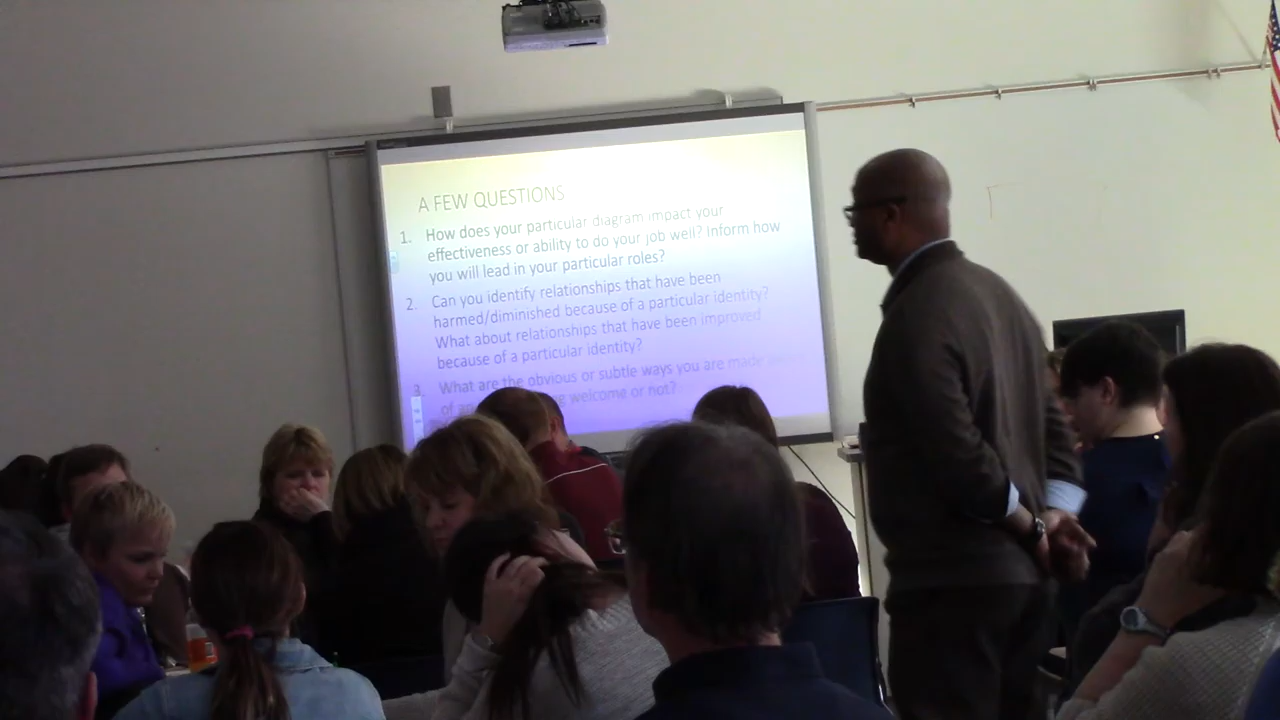 A FEW QUESTIONS
1. How does your particular diagram impact your
effectiveness or ability to do your job well? Inform how
you will lead in your particular roles?
2. Can you identify relationships that have been
harmed/diminished because of a particular identity?
What about relationships that have been improved
because of a particular identity?
3. What are the obvious or subtle ways you are made aware
of welcome or not?